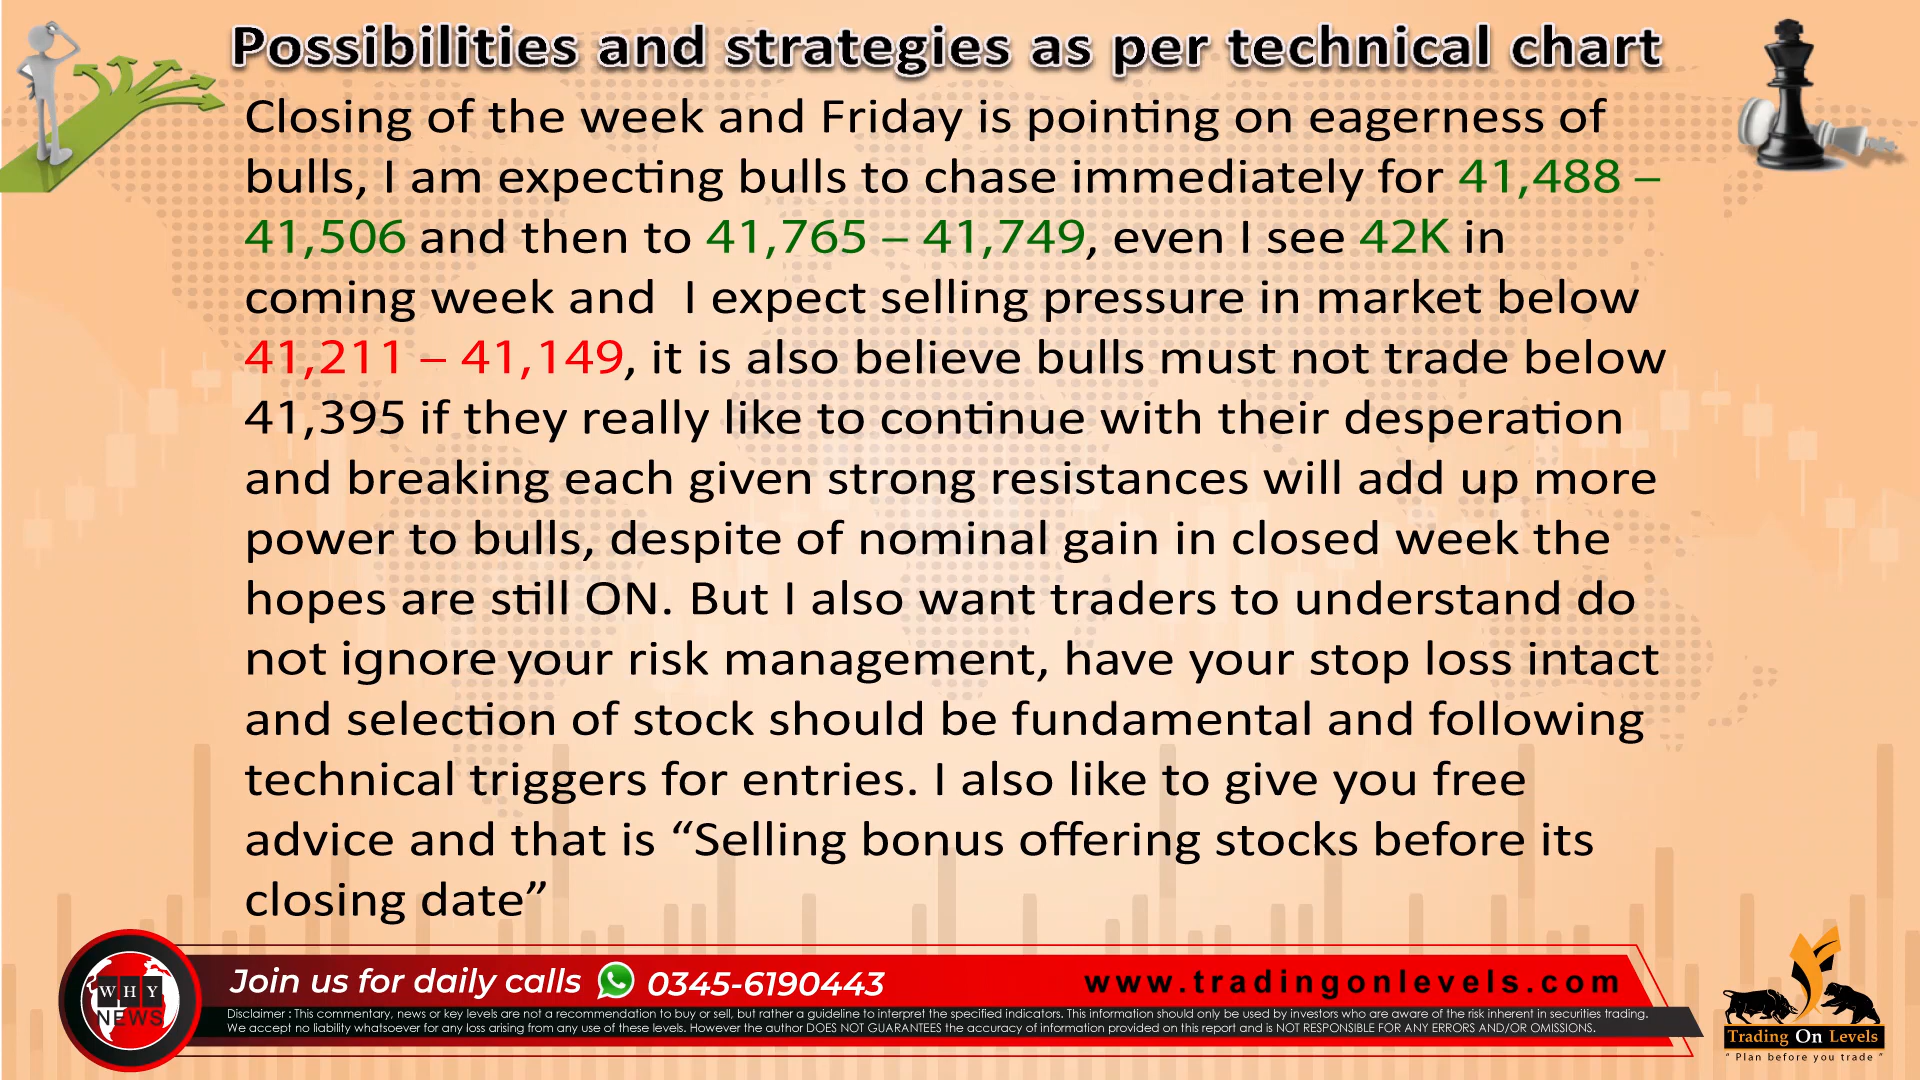 Possibilities and strategies as per technical chart
Closing of the week and Friday is pointing on eagerness of
bulls, I am expecting bulls to chase immediately for 41,488 –
41,506 and then to 41,765 – 41,749, even I see 42K in
coming week and  I expect selling pressure in market below
41,211 – 41,149, it is also believe bulls must not trade below
41,395 if they really like to continue with their desperation
and breaking each given strong resistances will add up more
power to bulls, despite of nominal gain in closed week the
hopes are still ON. But I also want traders to understand do
not ignore your risk management, have your stop loss intact
and selection of stock should be fundamental and following
technical triggers for entries. I also like to give you free
advice and that is “Selling bonus offering stocks before its
closing date”
WHY
NEWS
Join us for daily calls 0345-6190443
www.tradingonlevels.com
Disclaimer : This commentary, news or key levels are not a recommendation to buy or sell, but rather a guideline to interpret the specified indicators. This information should only be used by investors who are aware of the risk inherent in securities trading.
We accept no liability whatsoever for any loss arising from any use of these levels. However the author DOES NOT GUARANTEES the accuracy of information provided on this report and is NOT RESPONSIBLE FOR ANY ERRORS AND/OR OMISSIONS.
Trading On Levels
“ Plan before you trade ”